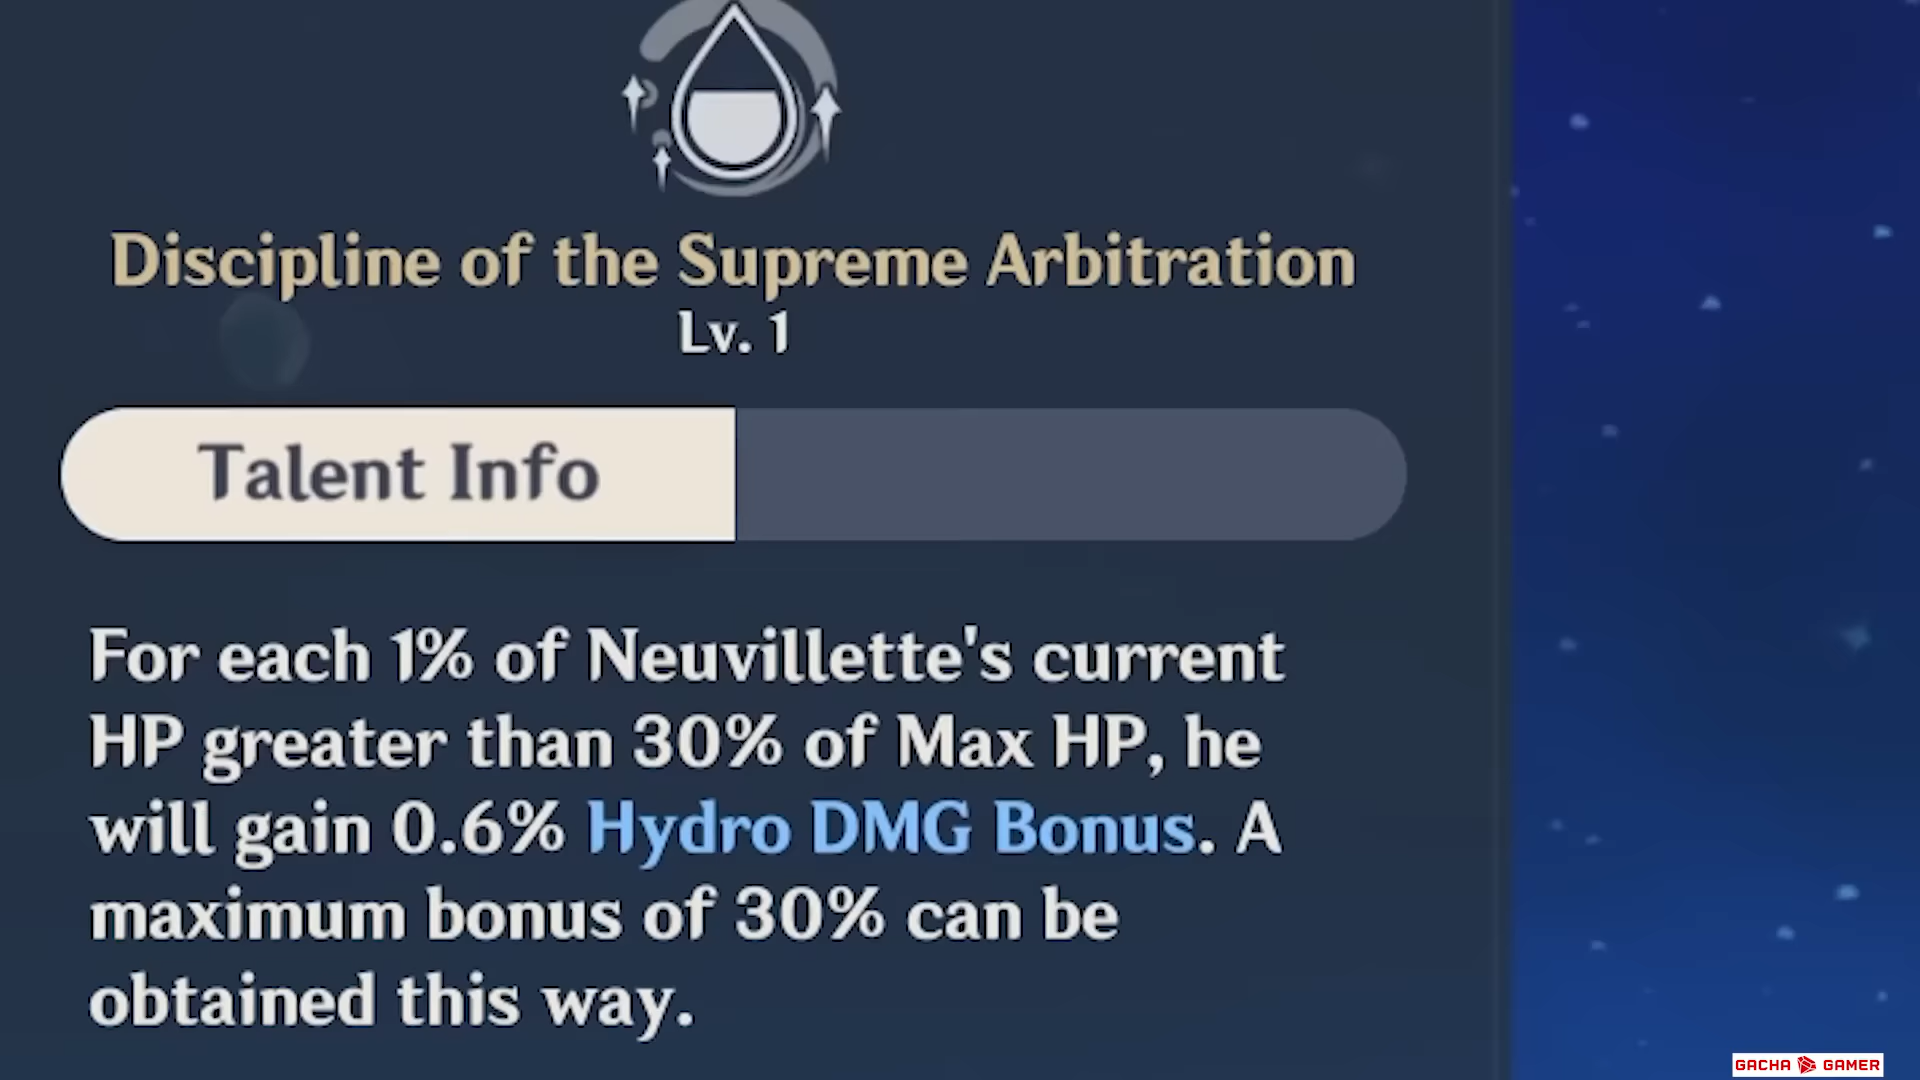 Discipline of the Supreme Arbitration
Lv. 1
Talent Info
For each 1% of Neuvillette's current
HP greater than 30% of Max HP, he
will gain 0.6% Hydro DMG Bonus. A
maximum bonus of 30% can be
obtained this way.
GACHA GAMER